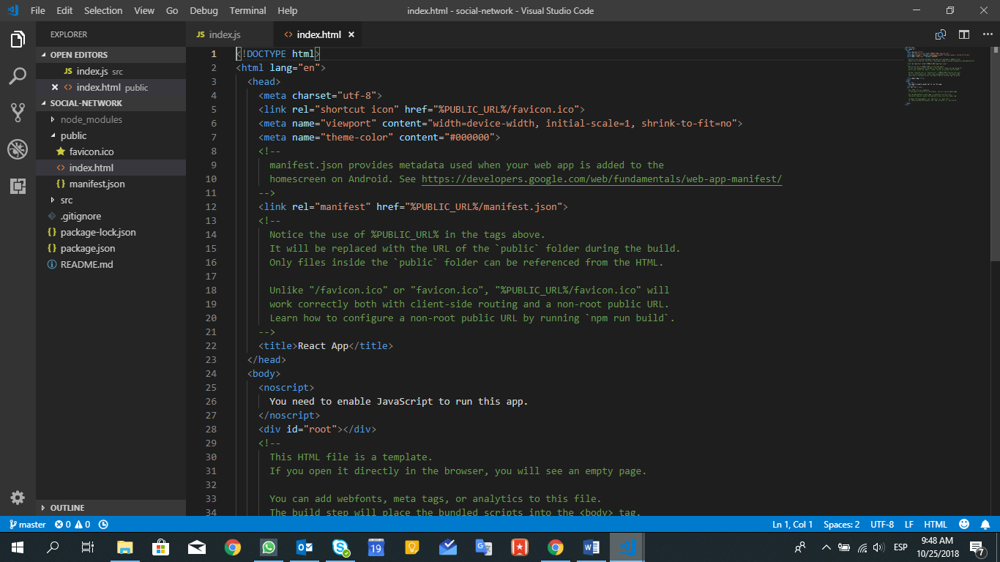 File Edit Selection View Go Debug Terminal Help
index.html - social-network - Visual Studio Code
EXPLORER
OPEN EDITORS
JS index.js src
<> index.html public
SOCIAL-NETWORK
node_modules
public
favicon.ico
<> index.html
{} manifest.json
src
.gitignore
{} package-lock.json
{} package.json
README.md
OUTLINE
JS index.js
<> index.html
1 <!DOCTYPE html>
2 <html lang="en">
3 <head>
4 <meta charset="utf-8">
5 <link rel="shortcut icon" href="%PUBLIC_URL%/favicon.ico">
6 <meta name="viewport" content="width=device-width, initial-scale=1, shrink-to-fit=no">
7 <meta name="theme-color" content="#000000">
8 <!--
9 manifest.json provides metadata used when your web app is added to the
10 homescreen on Android. See https://developers.google.com/web/fundamentals/web-app-manifest/
11 -->
12 <link rel="manifest" href="%PUBLIC_URL%/manifest.json">
13 <!--
14 Notice the use of %PUBLIC_URL% in the tags above.
15 It will be replaced with the URL of the `public` folder during the build.
16 Only files inside the `public` folder can be referenced from the HTML.
17
18 Unlike "/favicon.ico" or "favicon.ico", "%PUBLIC_URL%/favicon.ico" will
19 work correctly both with client-side routing and a non-root public URL.
20 Learn how to configure a non-root public URL by running `npm run build`.
21 -->
22 <title>React App</title>
23 </head>
24 <body>
25 <noscript>
26 You need to enable JavaScript to run this app.
27 </noscript>
28 <div id="root"></div>
29 <!--
30 This HTML file is a template.
31 If you open it directly in the browser, you will see an empty page.
32
33 You can add webfonts, meta tags, or analytics to this file.
34 The build step will place the bundled scripts into the <body> tag.
master 0 0
Ln 1, Col 1 Spaces: 2 UTF-8 LF HTML
19
ESP
9:48 AM
10/25/2018
7